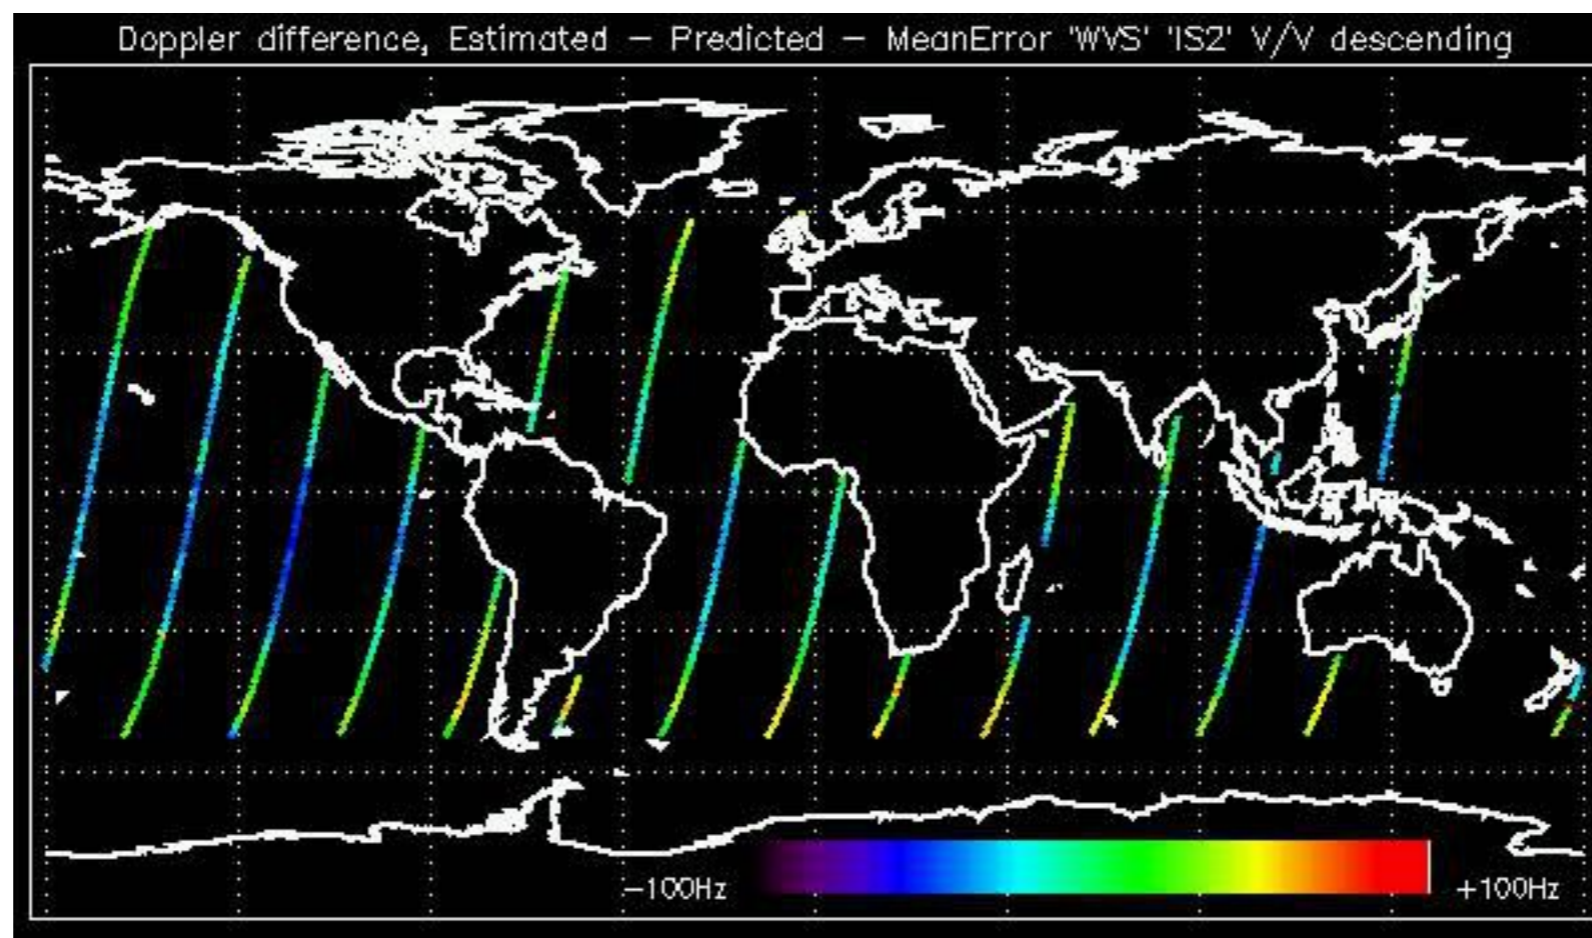 Doppler difference, Estimated — Predicted — MeanError 'WVS' 'IS2' V/V descending
−100Hz +100Hz